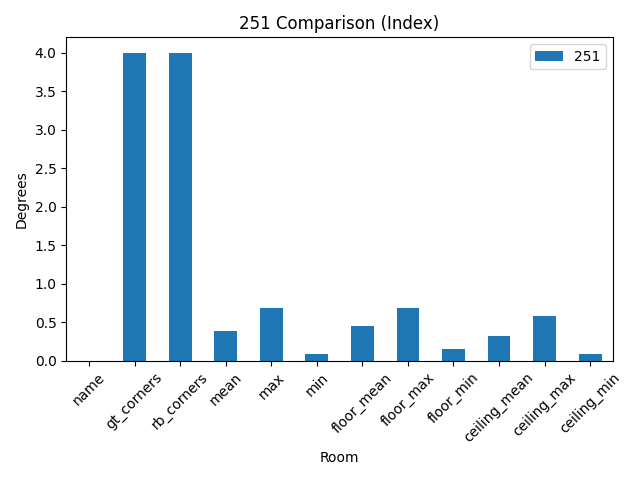 251 Comparison (Index)
251
Degrees
4.0
3.5
3.0
2.5
2.0
1.5
1.0
0.5
0.0
name
gt_corners
rb_corners
mean
max
min
floor_mean
floor_max
floor_min
ceiling_mean
ceiling_max
ceiling_min
Room